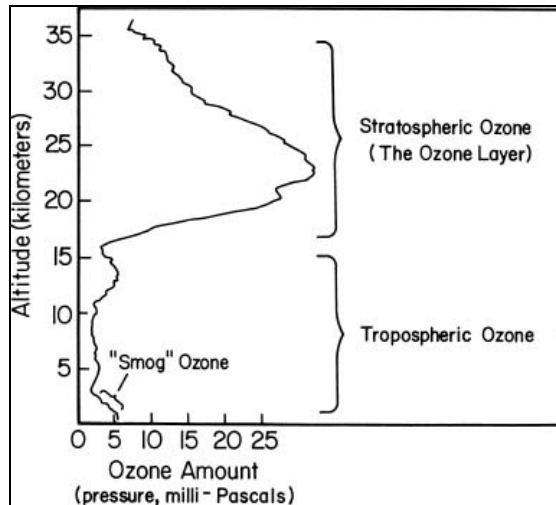 35
30
25
20
15
10
5
Altitude (kilometers)
Stratospheric Ozone
(The Ozone Layer)
Tropospheric Ozone
"Smog" Ozone
0 5 10 15 20 25
Ozone Amount
(pressure, milli-Pascals)